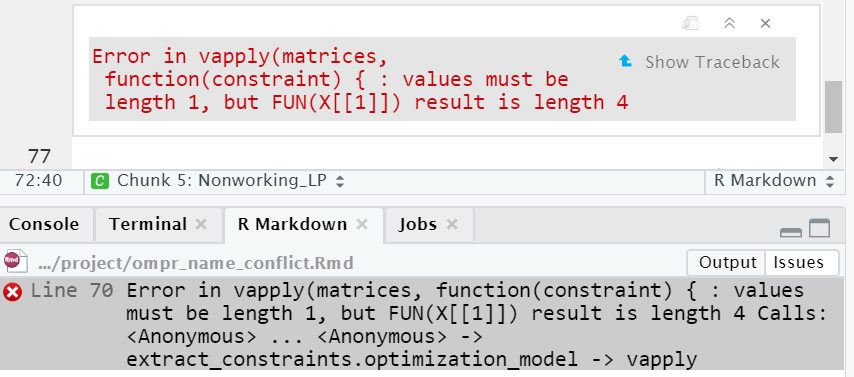 Error in vapply(matrices,
function(constraint) { : values must be
length 1, but FUN(X[[1]]) result is length 4
Show Traceback
77
72:40 C Chunk 5: Nonworking_LP R Markdown
Console Terminal R Markdown Jobs
Rmd .../project/ompr_name_conflict.Rmd Output Issues
Line 70 Error in vapply(matrices, function(constraint) { : values
must be length 1, but FUN(X[[1]]) result is length 4 Calls:
<Anonymous> ... <Anonymous> ->
extract_constraints.optimization_model -> vapply